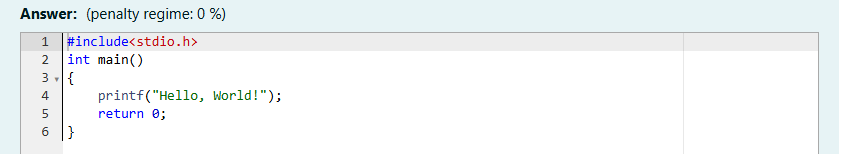 Answer: (penalty regime: 0 %)
1 #include<stdio.h>
2 int main()
3 {
4     printf("Hello, World!");
5     return 0;
6 }